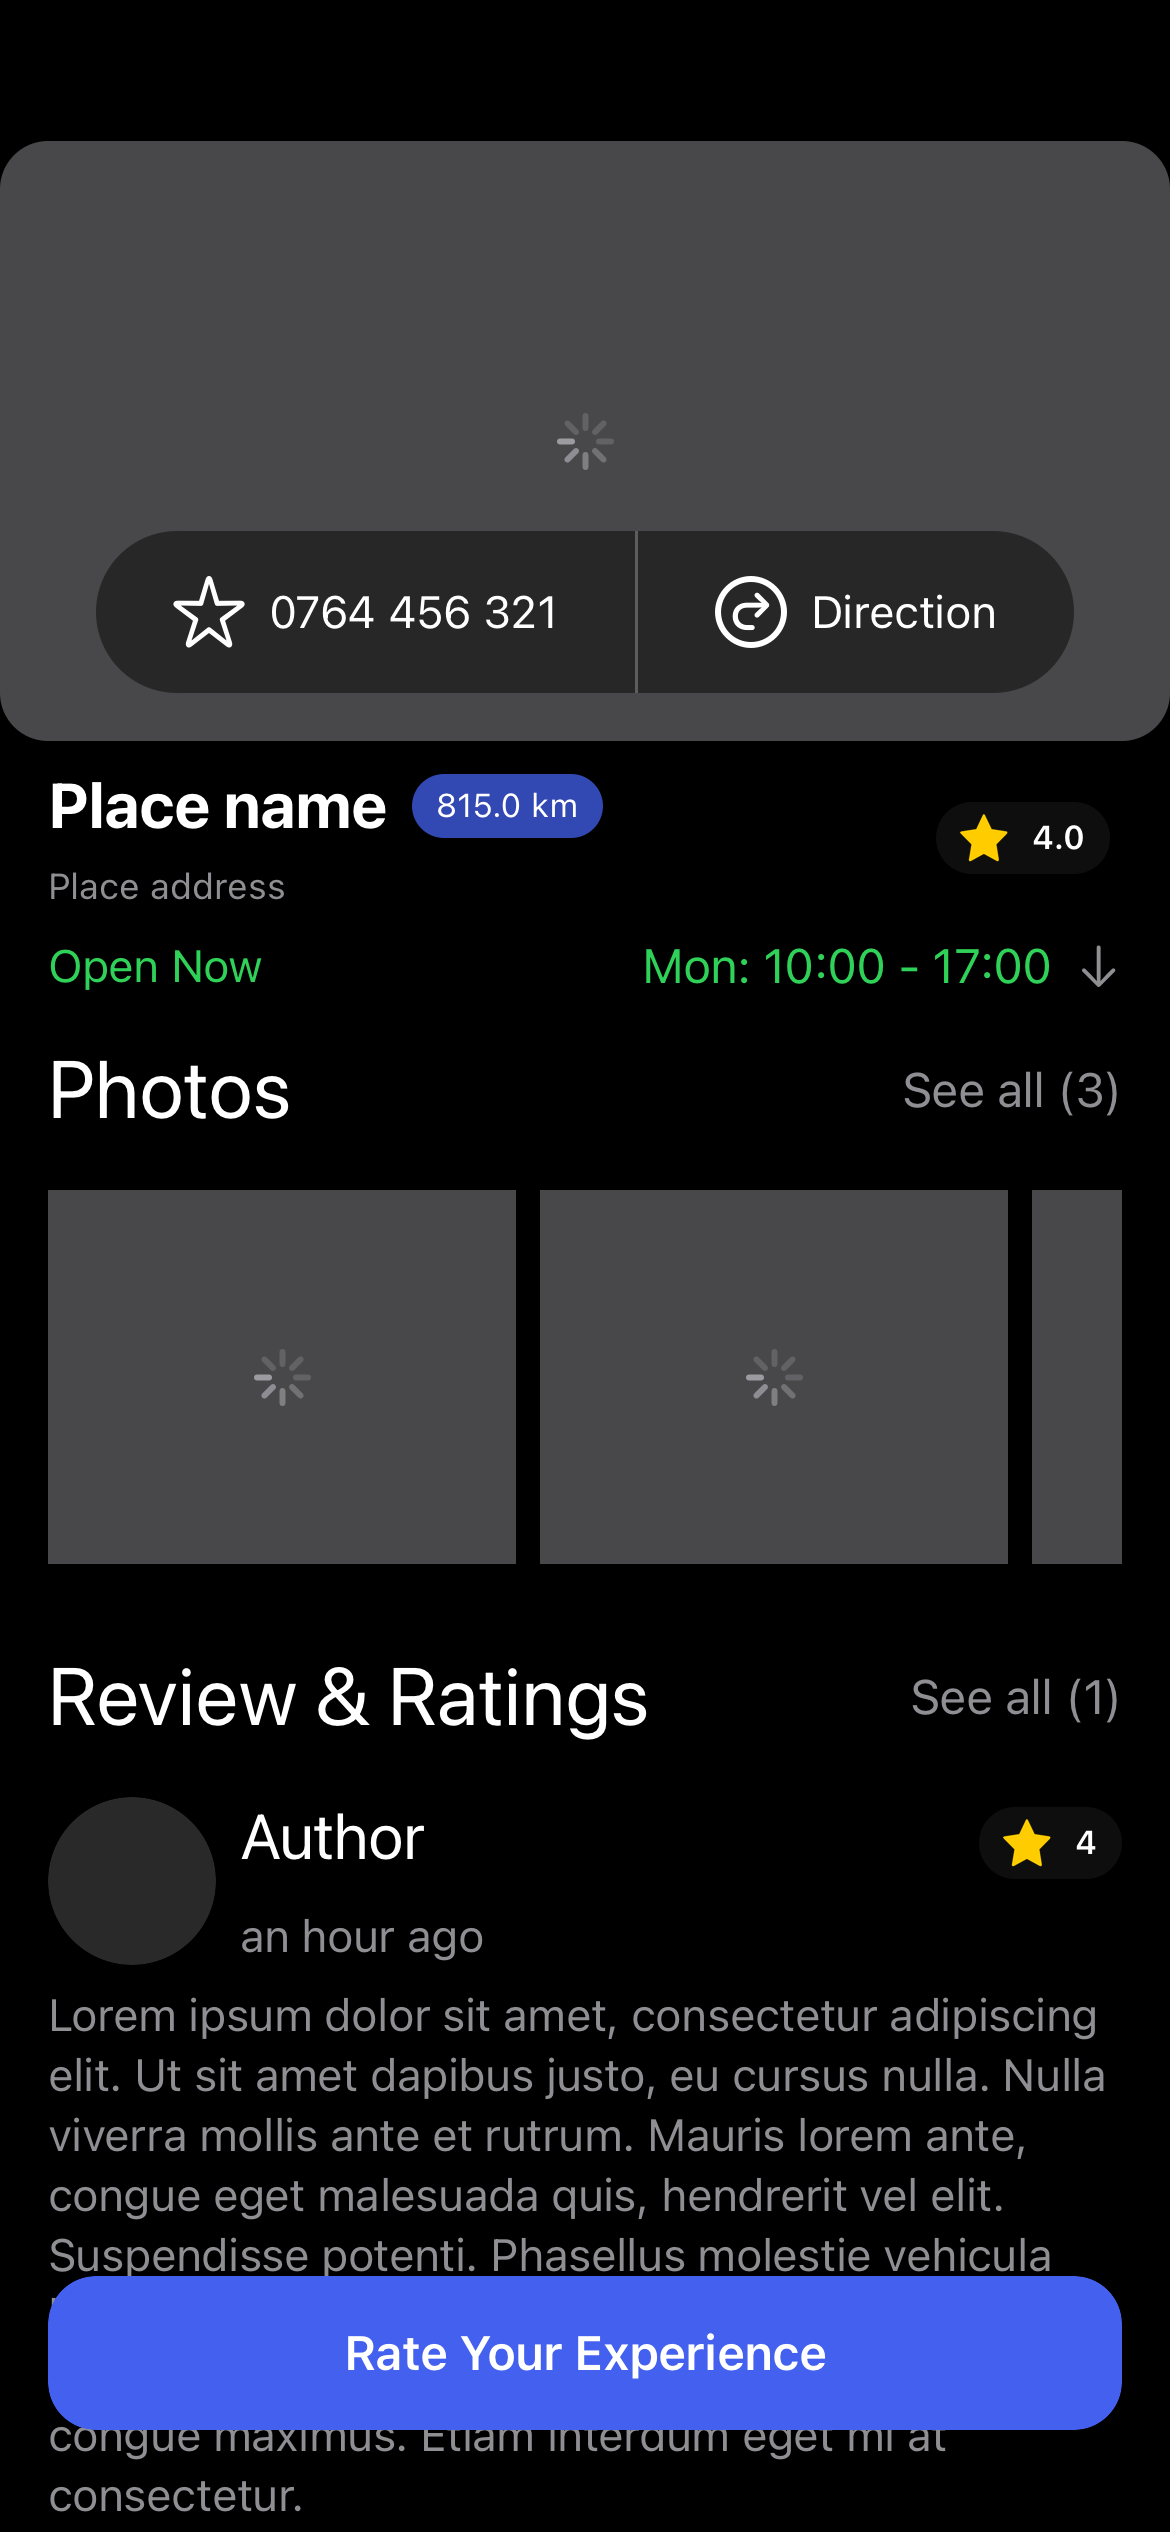 0764 456 321
Direction
Place name
815.0 km
4.0
Place address
Open Now
Mon: 10:00 - 17:00
Photos
See all (3)
Review & Ratings
See all (1)
Author
4
an hour ago
Lorem ipsum dolor sit amet, consectetur adipiscing
elit. Ut sit amet dapibus justo, eu cursus nulla. Nulla
viverra mollis ante et rutrum. Mauris lorem ante,
congue eget malesuada quis, hendrerit vel elit.
Suspendisse potenti. Phasellus molestie vehicula
Rate Your Experience
congue maximus. Etiam interdum eget mi at
consectetur.